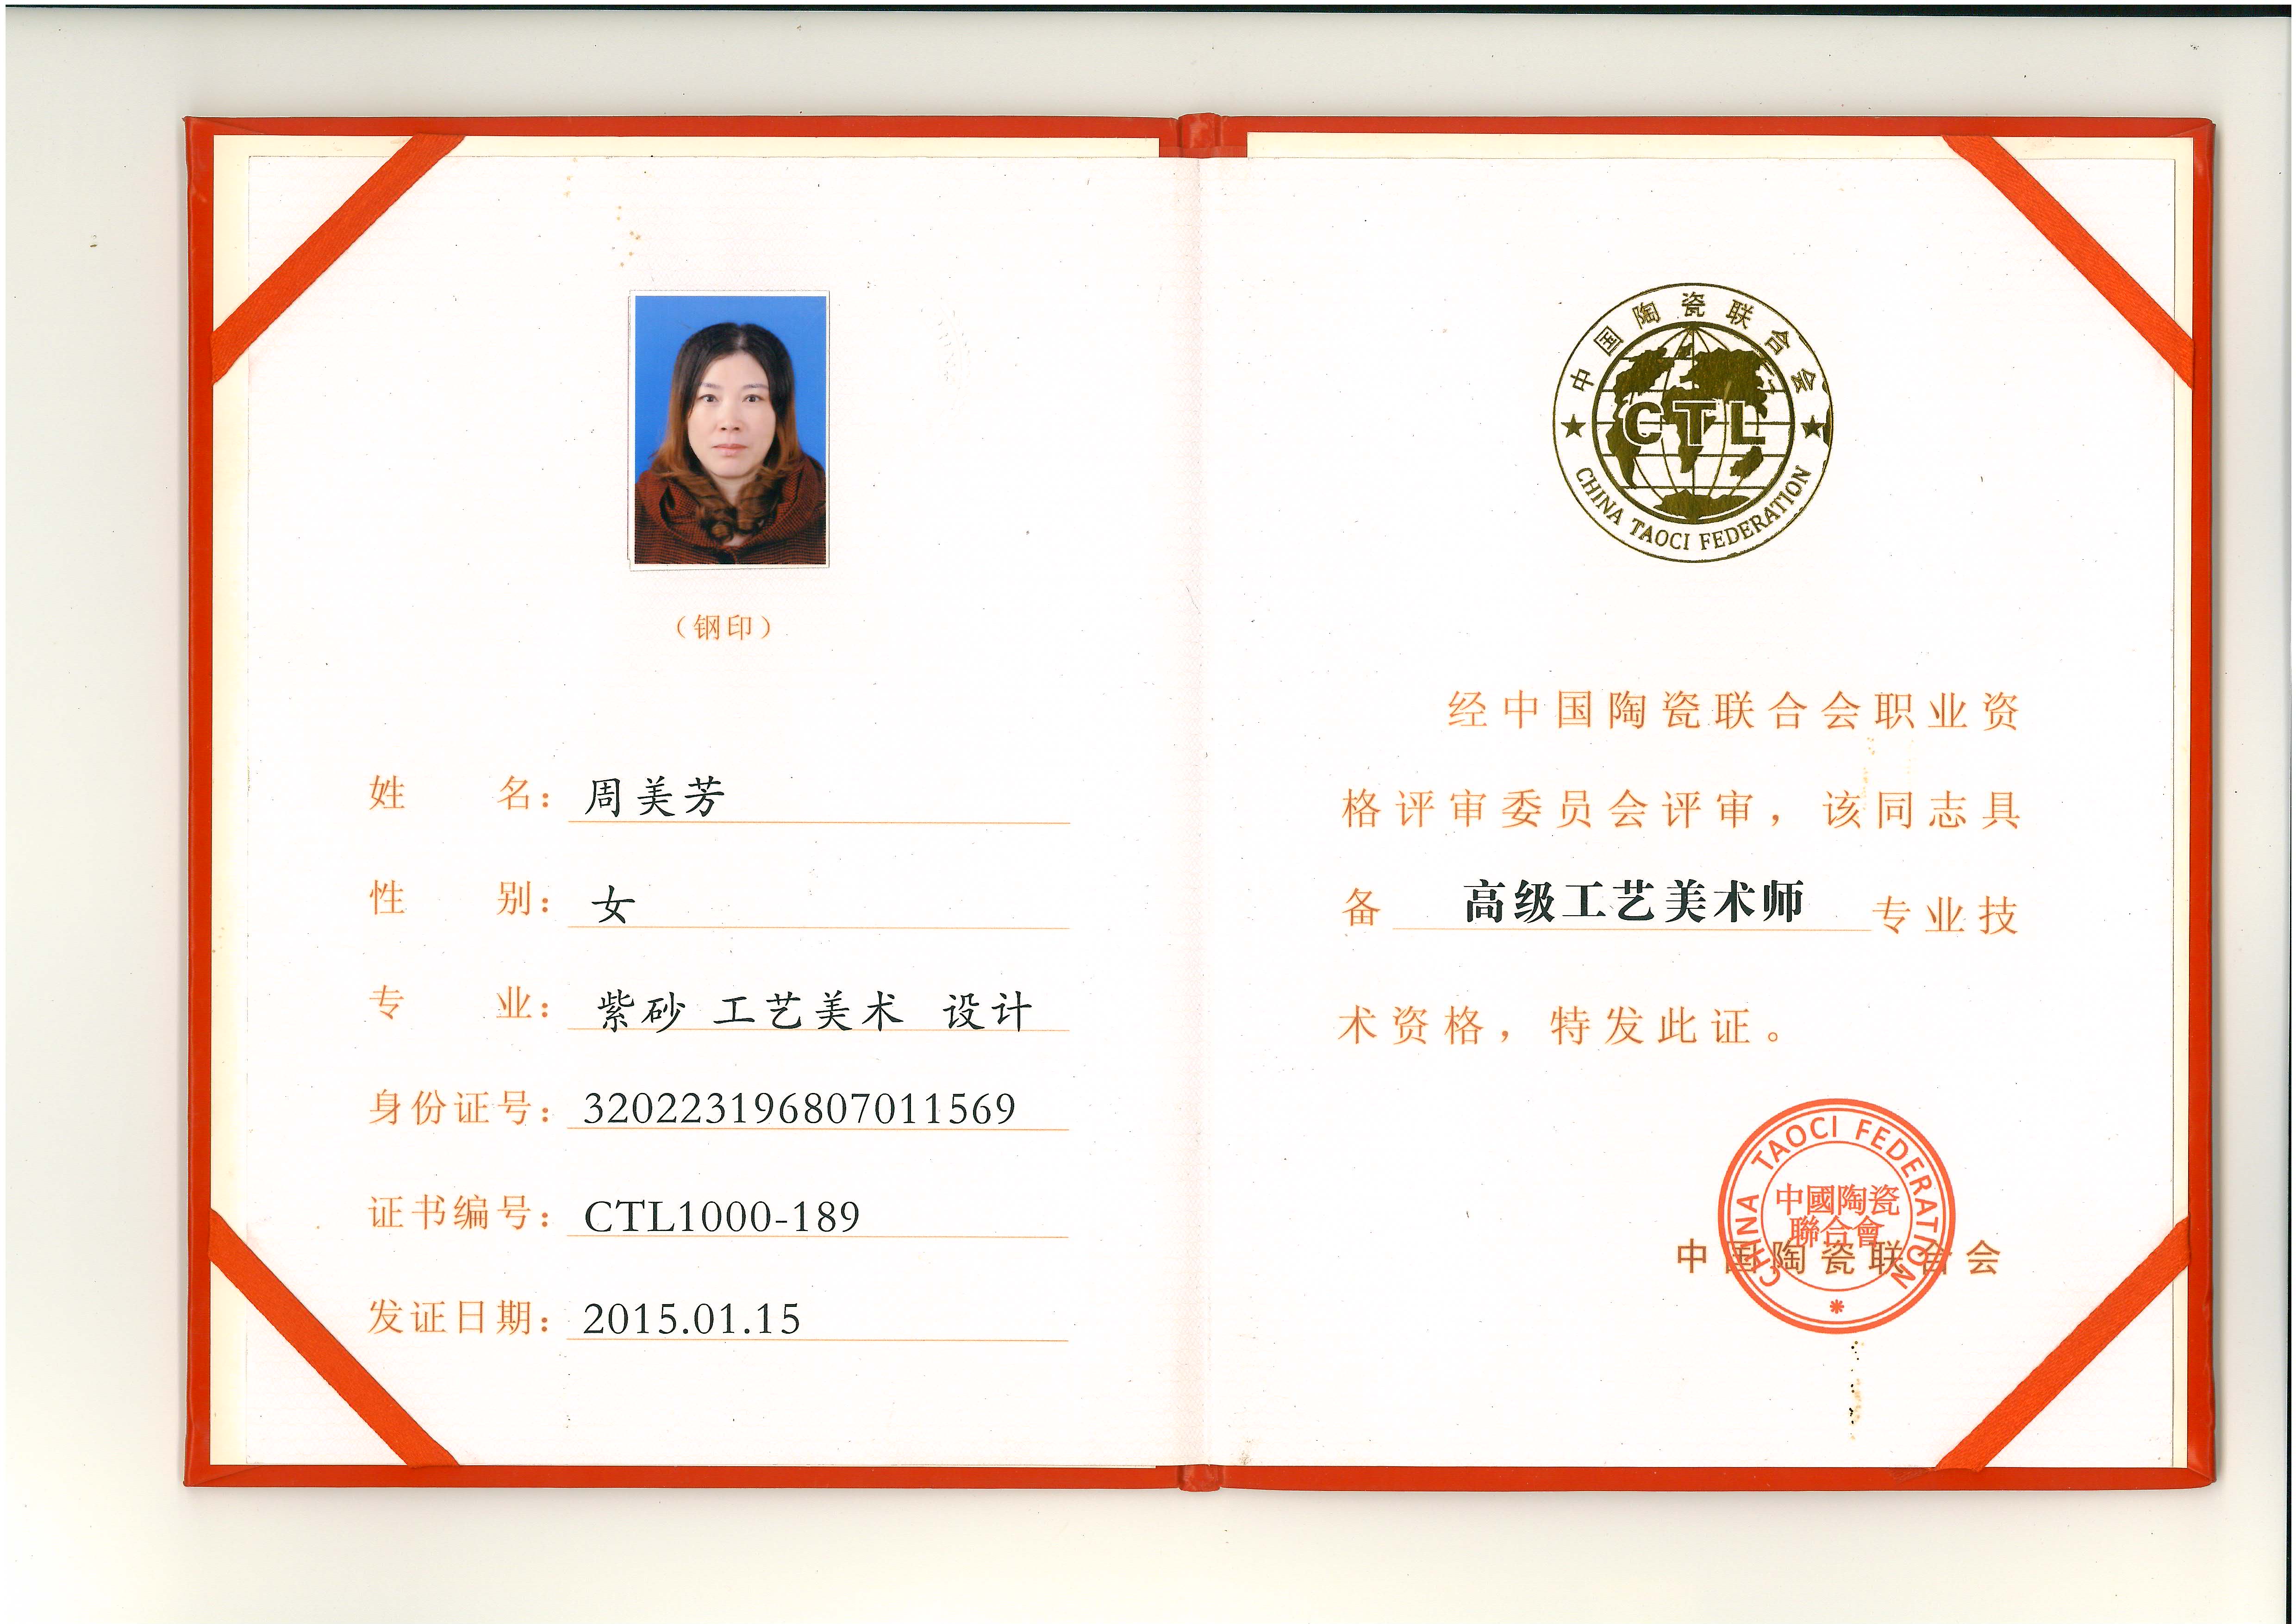 （钢印）
姓名：周美芳
性别：女
专业：紫砂 工艺美术 设计
身份证号：320223196807011569
证书编号：CTL1000-189
发证日期：2015.01.15
中国陶瓷联合会
CTL
CHINA TAOCI FEDERATION
经中国陶瓷联合会职业资
格评审委员会评审，该同志具
备 高级工艺美术师 专业技
术资格，特发此证。
CHINA TAOCI FEDERATION
中國陶瓷
聯合會
中国陶瓷联合会